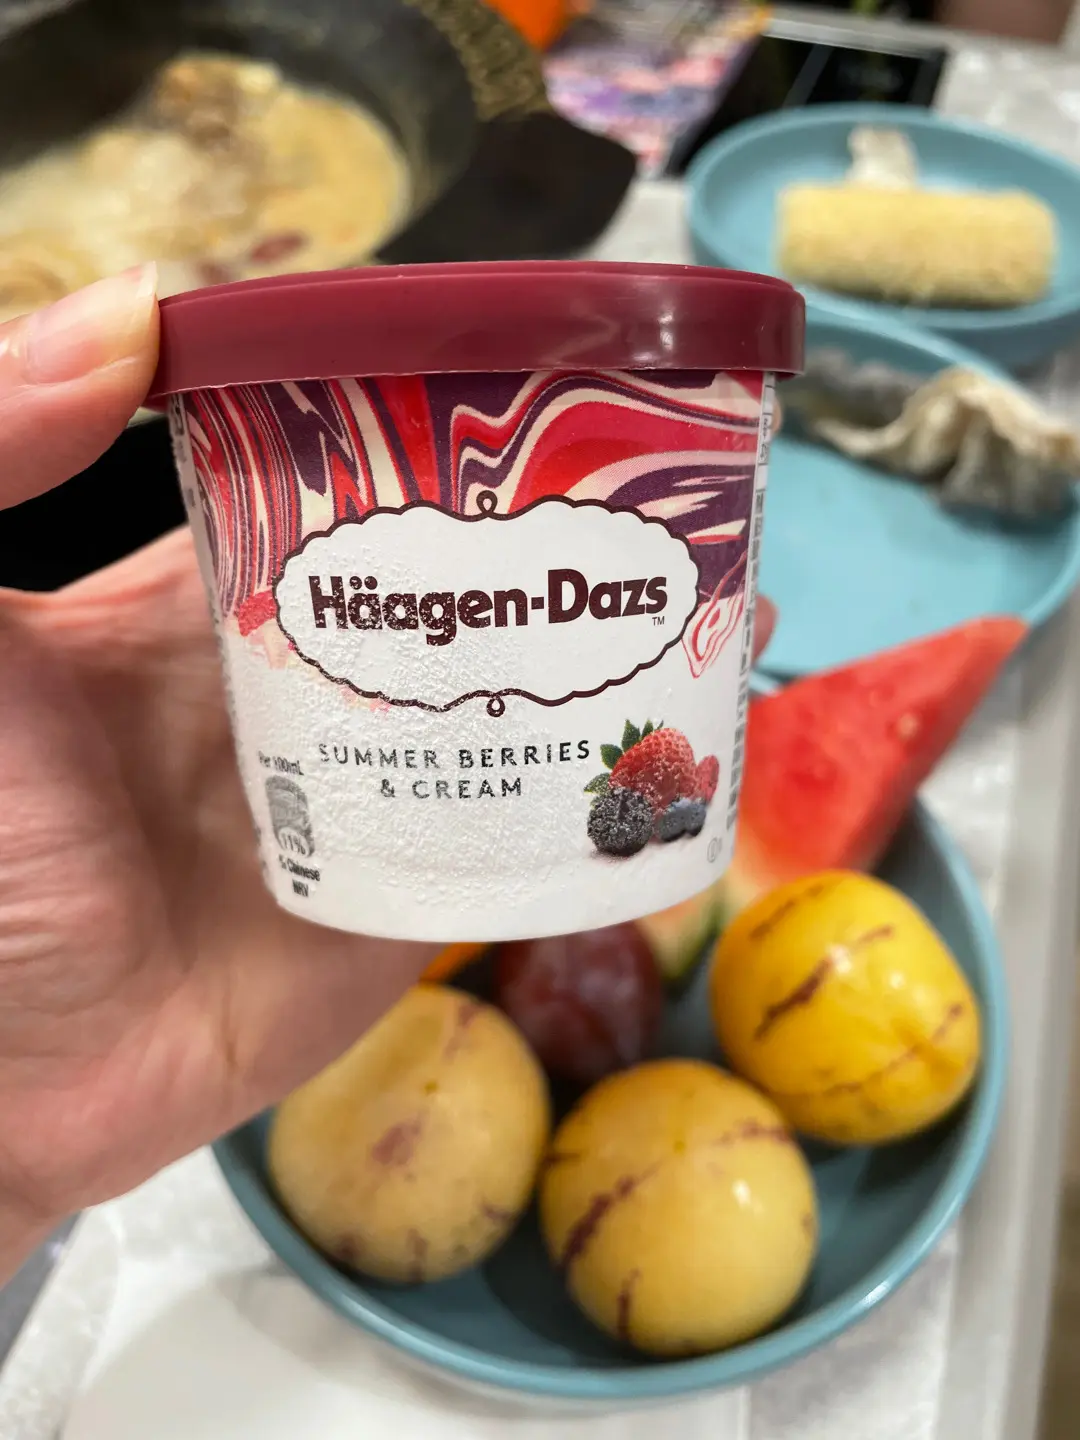 Häagen-Dazs
TM
SUMMER BERRIES
& CREAM
Per 100mL
11%
% Chinese
NRV